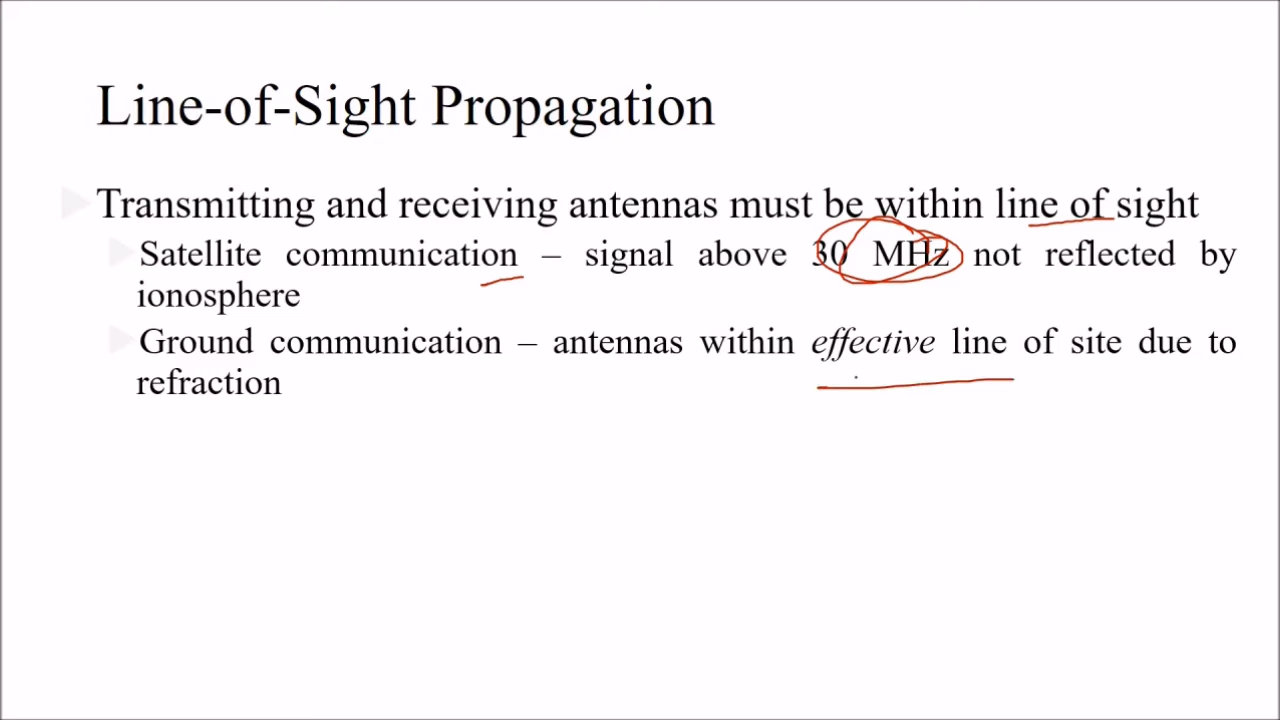 Line-of-Sight Propagation
Transmitting and receiving antennas must be within line of sight
Satellite communication – signal above 30 MHz not reflected by
ionosphere
Ground communication – antennas within effective line of site due to
refraction